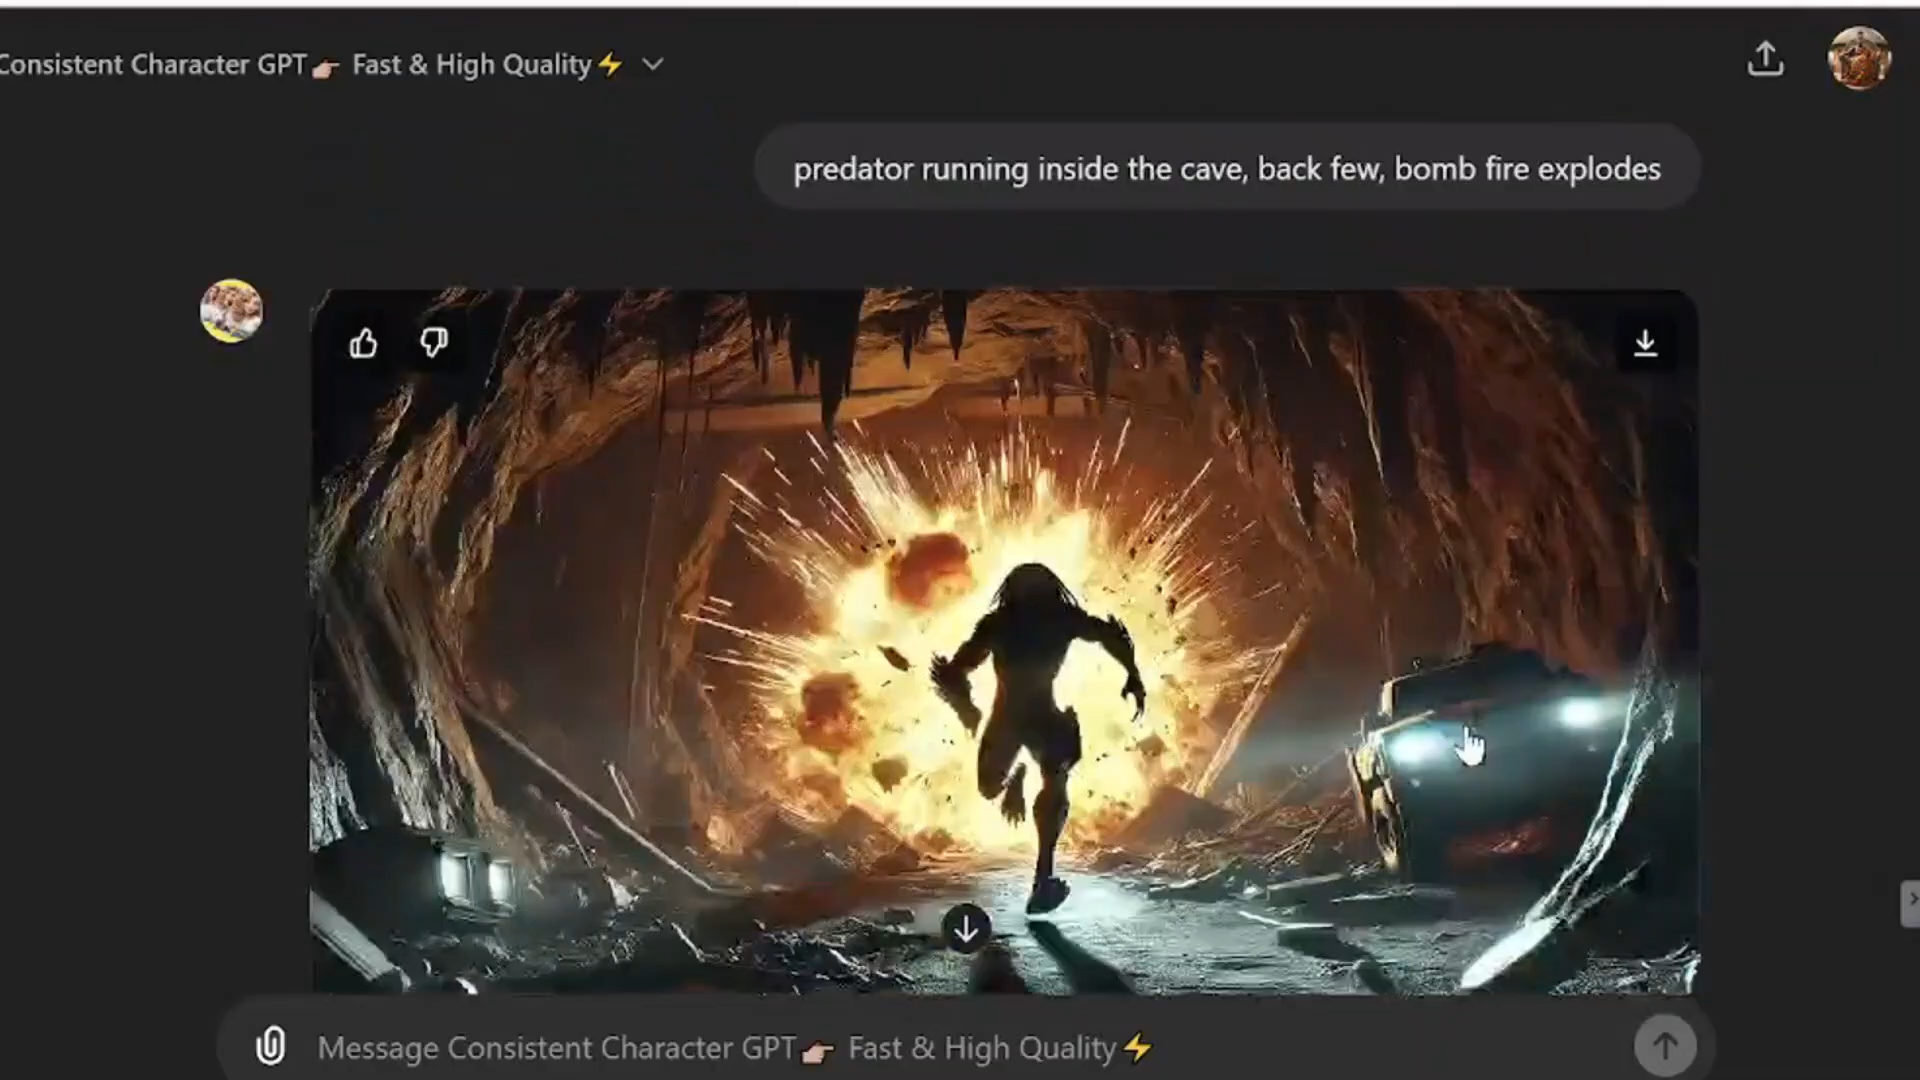 Consistent Character GPT👉 Fast & High Quality⚡
predator running inside the cave, back few, bomb fire explodes
Message Consistent Character GPT👉 Fast & High Quality⚡